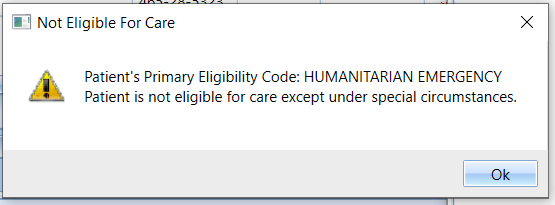 Not Eligible For Care
Patient's Primary Eligibility Code: HUMANITARIAN EMERGENCY
Patient is not eligible for care except under special circumstances.
Ok